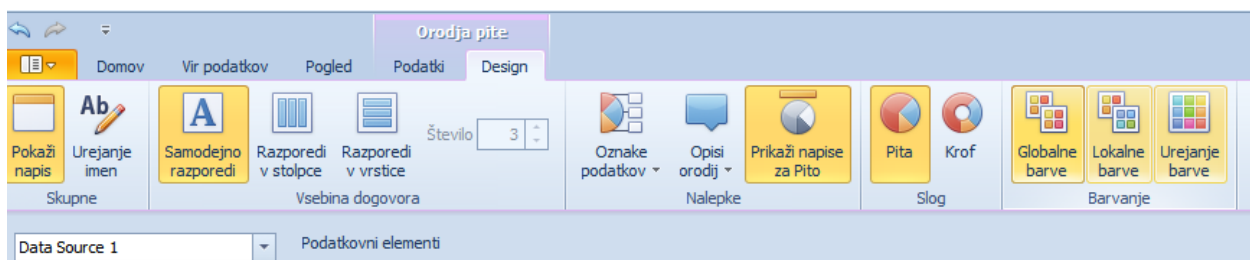 Orodja pite
Domov Vir podatkov Pogled Podatki Design
Pokaži napis
Urejanje imen
Samodejno razporedi
Razporedi v stolpce
Razporedi v vrstice
Število 3
Oznake podatkov
Opisi orodij
Prikaži napise za Pito
Pita
Krof
Globalne barve
Lokalne barve
Urejanje barve
Skupne Vsebina dogovora Nalepke Slog Barvanje
Data Source 1 Podatkovni elementi